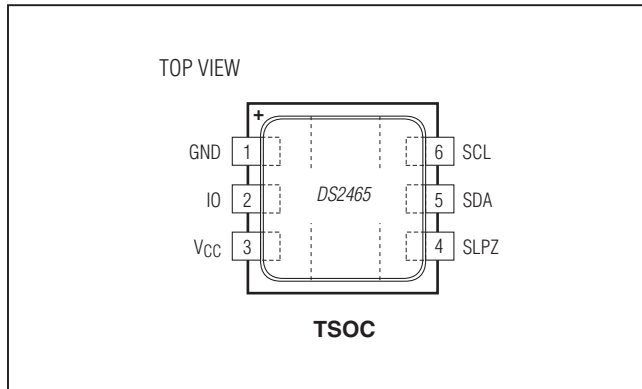 TOP VIEW
+
GND 1 6 SCL
IO 2 DS2465 5 SDA
VCC 3 4 SLPZ
TSOC